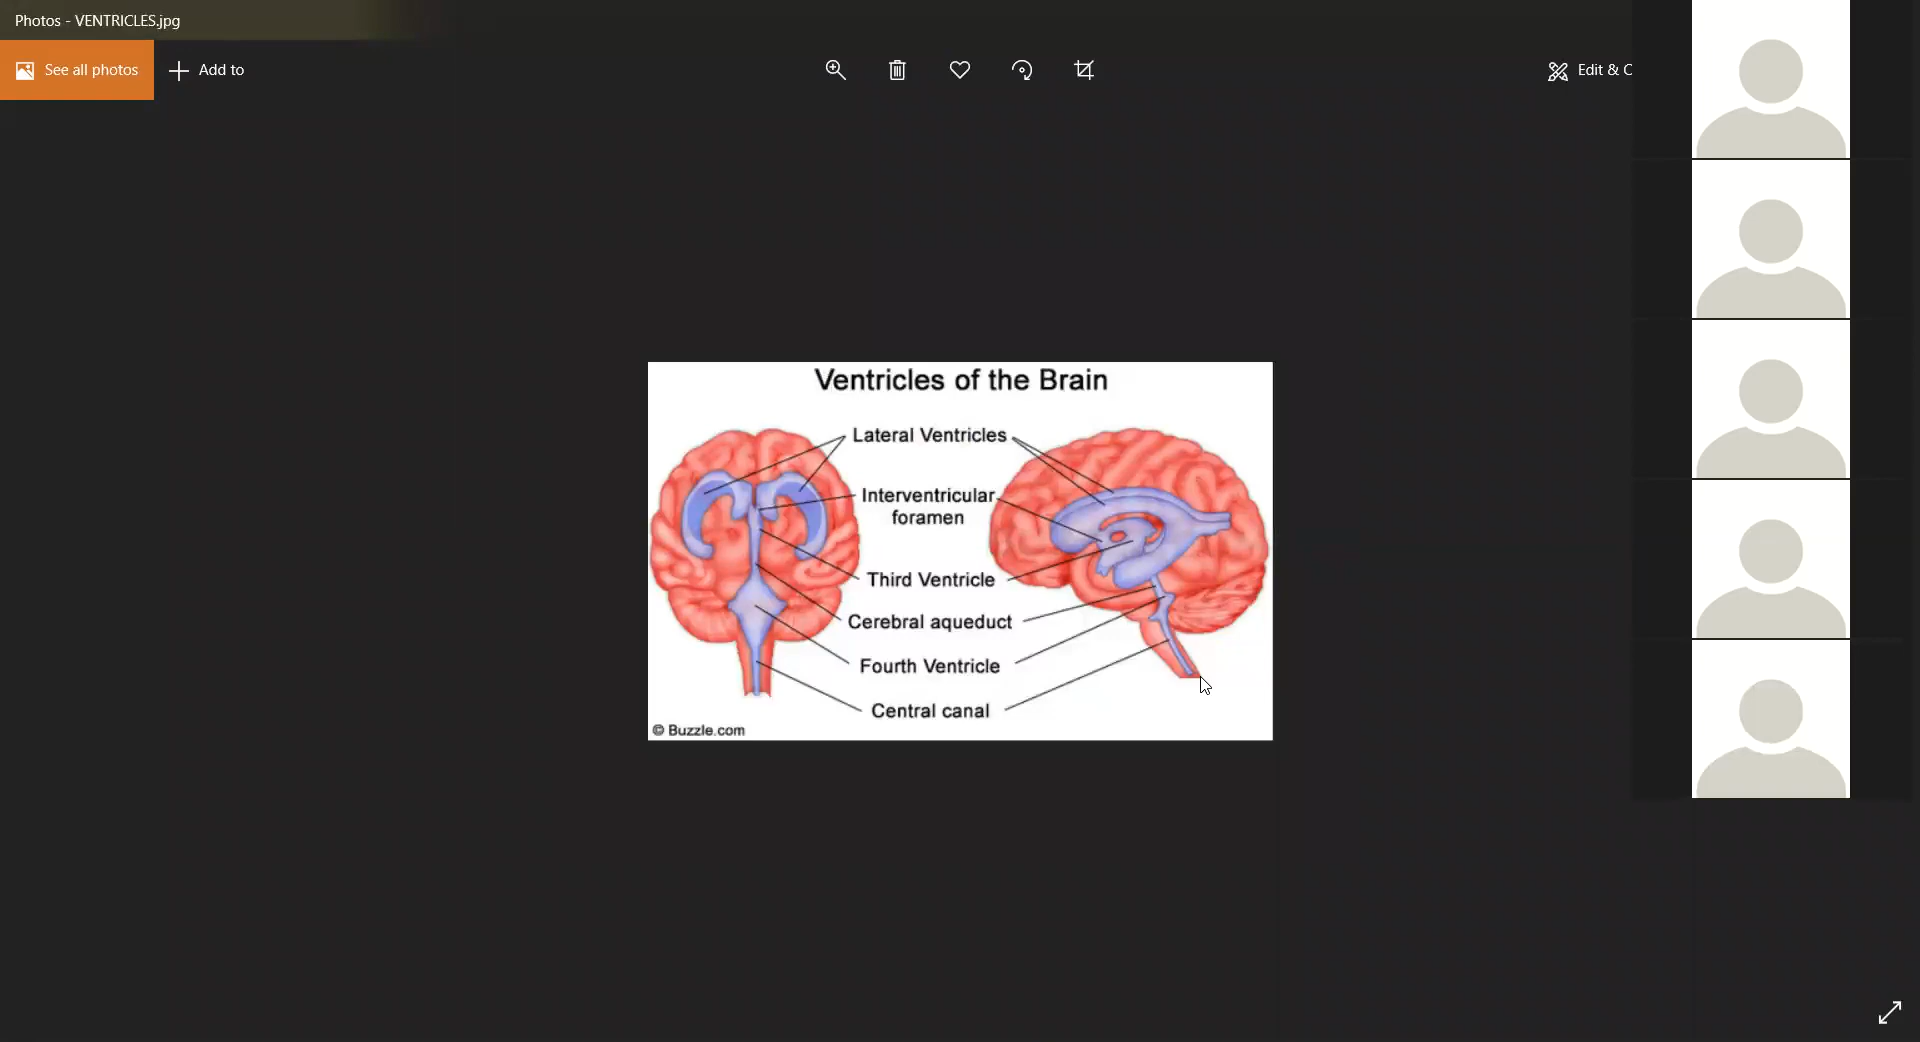 Photos - VENTRICLES.jpg
See all photos
Add to
Edit & C
Ventricles of the Brain
Lateral Ventricles
Interventricular
foramen
Third Ventricle
Cerebral aqueduct
Fourth Ventricle
Central canal
© Buzzle.com